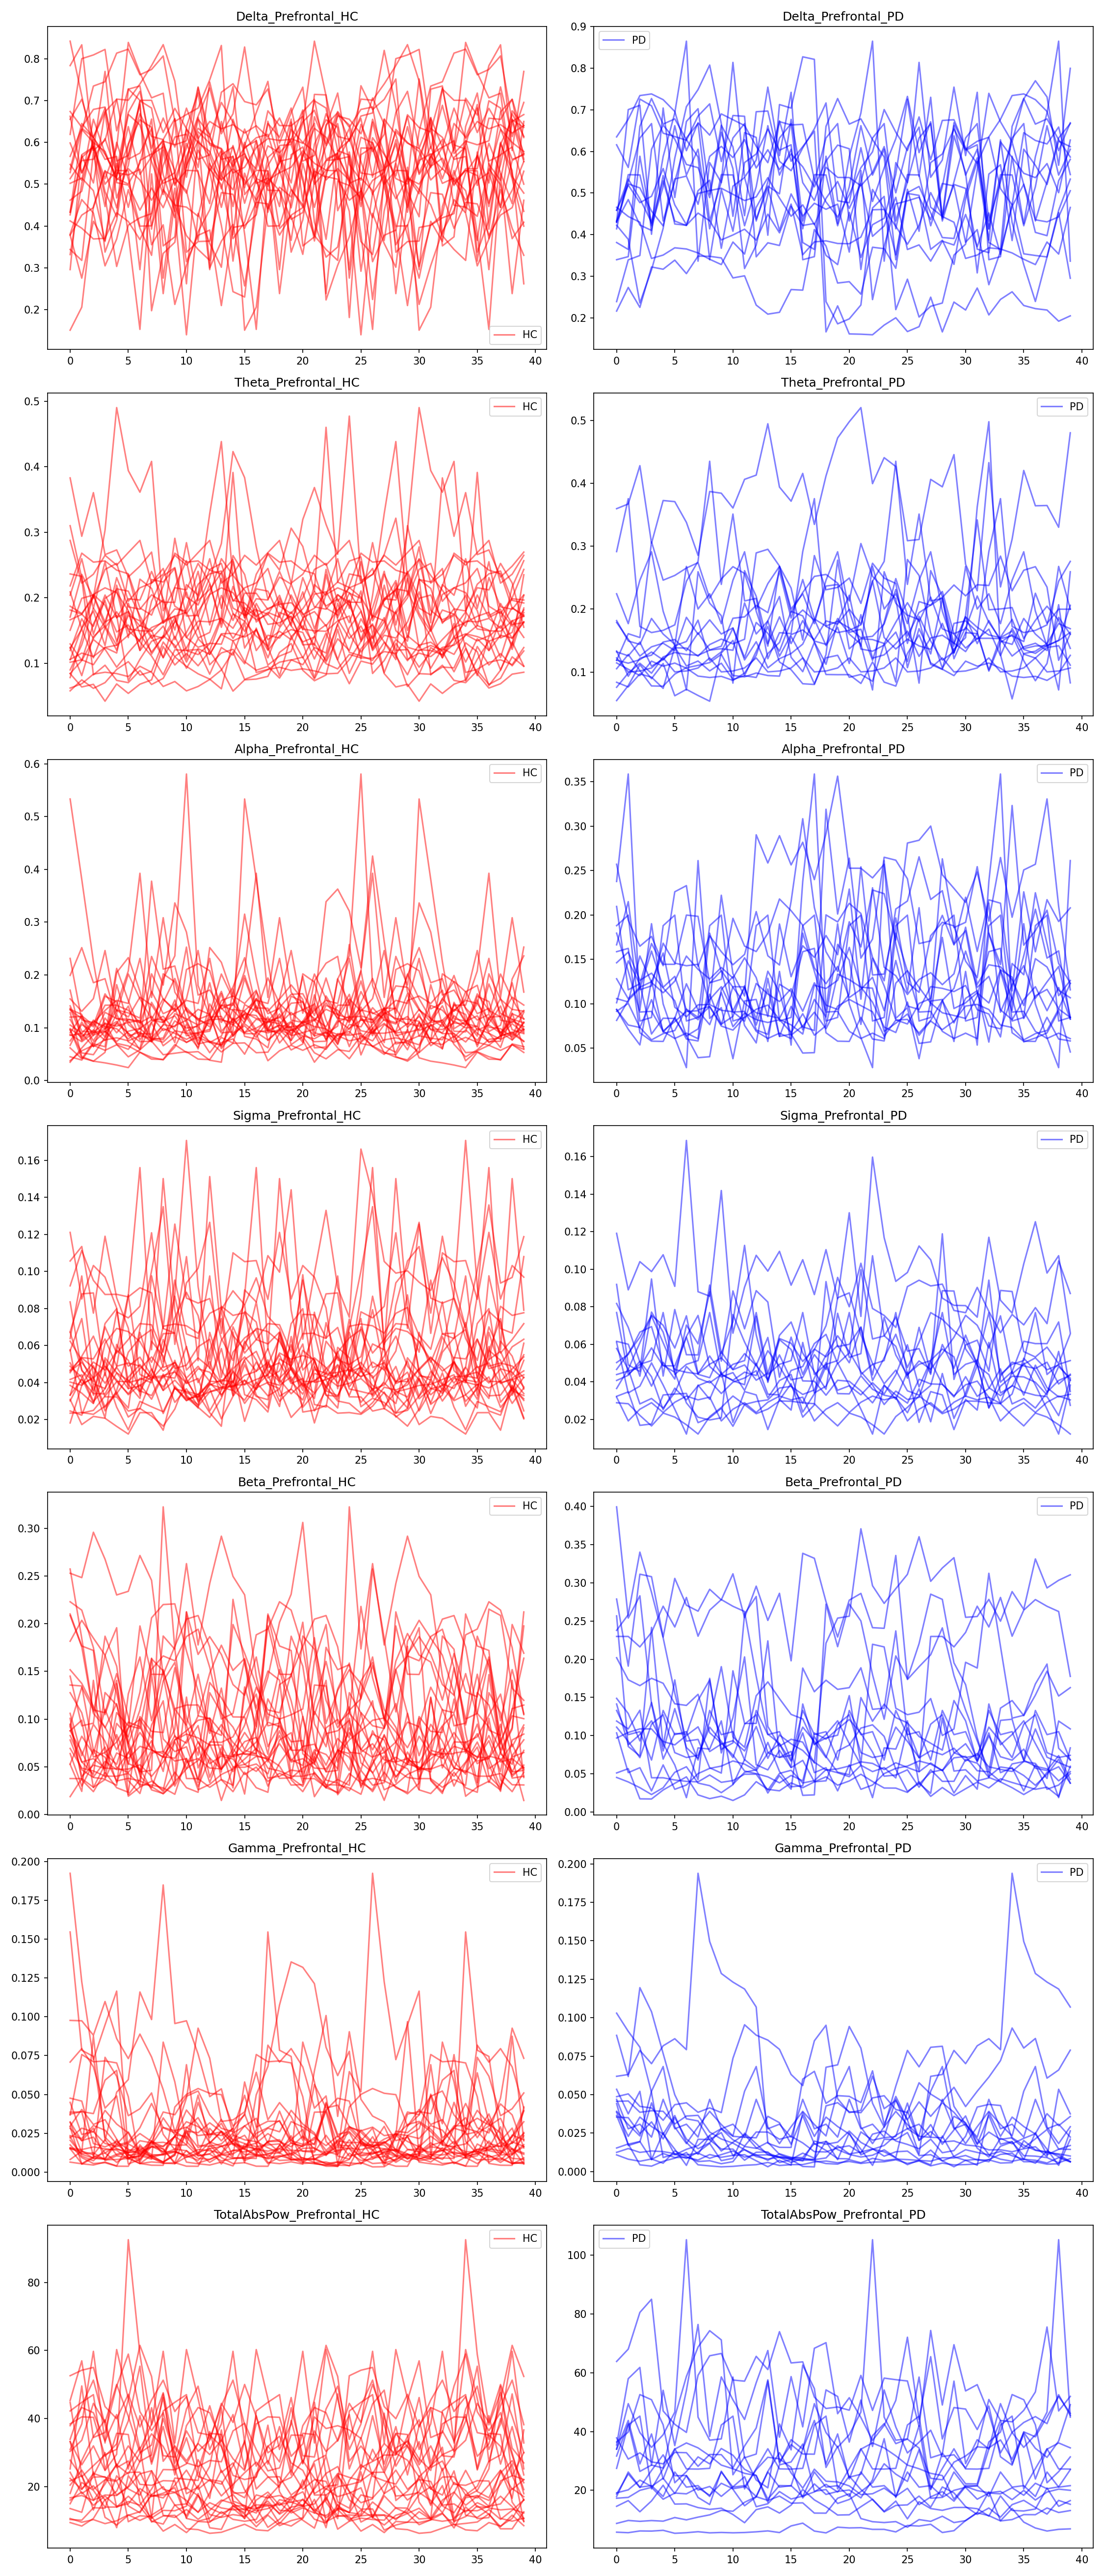 Delta_Prefrontal_HC
0.8
0.7
0.6
0.5
0.4
0.3
0.2
HC
0 5 10 15 20 25 30 35 40
Delta_Prefrontal_PD
0.9
0.8
0.7
0.6
0.5
0.4
0.3
0.2
PD
0 5 10 15 20 25 30 35 40
Theta_Prefrontal_HC
0.5
0.4
0.3
0.2
0.1
HC
0 5 10 15 20 25 30 35 40
Theta_Prefrontal_PD
0.5
0.4
0.3
0.2
0.1
PD
0 5 10 15 20 25 30 35 40
Alpha_Prefrontal_HC
0.6
0.5
0.4
0.3
0.2
0.1
0.0
HC
0 5 10 15 20 25 30 35 40
Alpha_Prefrontal_PD
0.35
0.30
0.25
0.20
0.15
0.10
0.05
PD
0 5 10 15 20 25 30 35 40
Sigma_Prefrontal_HC
0.16
0.14
0.12
0.10
0.08
0.06
0.04
0.02
HC
0 5 10 15 20 25 30 35 40
Sigma_Prefrontal_PD
0.16
0.14
0.12
0.10
0.08
0.06
0.04
0.02
PD
0 5 10 15 20 25 30 35 40
Beta_Prefrontal_HC
0.30
0.25
0.20
0.15
0.10
0.05
0.00
HC
0 5 10 15 20 25 30 35 40
Beta_Prefrontal_PD
0.40
0.35
0.30
0.25
0.20
0.15
0.10
0.05
0.00
PD
0 5 10 15 20 25 30 35 40
Gamma_Prefrontal_HC
0.200
0.175
0.150
0.125
0.100
0.075
0.050
0.025
0.000
HC
0 5 10 15 20 25 30 35 40
Gamma_Prefrontal_PD
0.200
0.175
0.150
0.125
0.100
0.075
0.050
0.025
0.000
PD
0 5 10 15 20 25 30 35 40
TotalAbsPow_Prefrontal_HC
80
60
40
20
HC
0 5 10 15 20 25 30 35 40
TotalAbsPow_Prefrontal_PD
100
80
60
40
20
PD
0 5 10 15 20 25 30 35 40